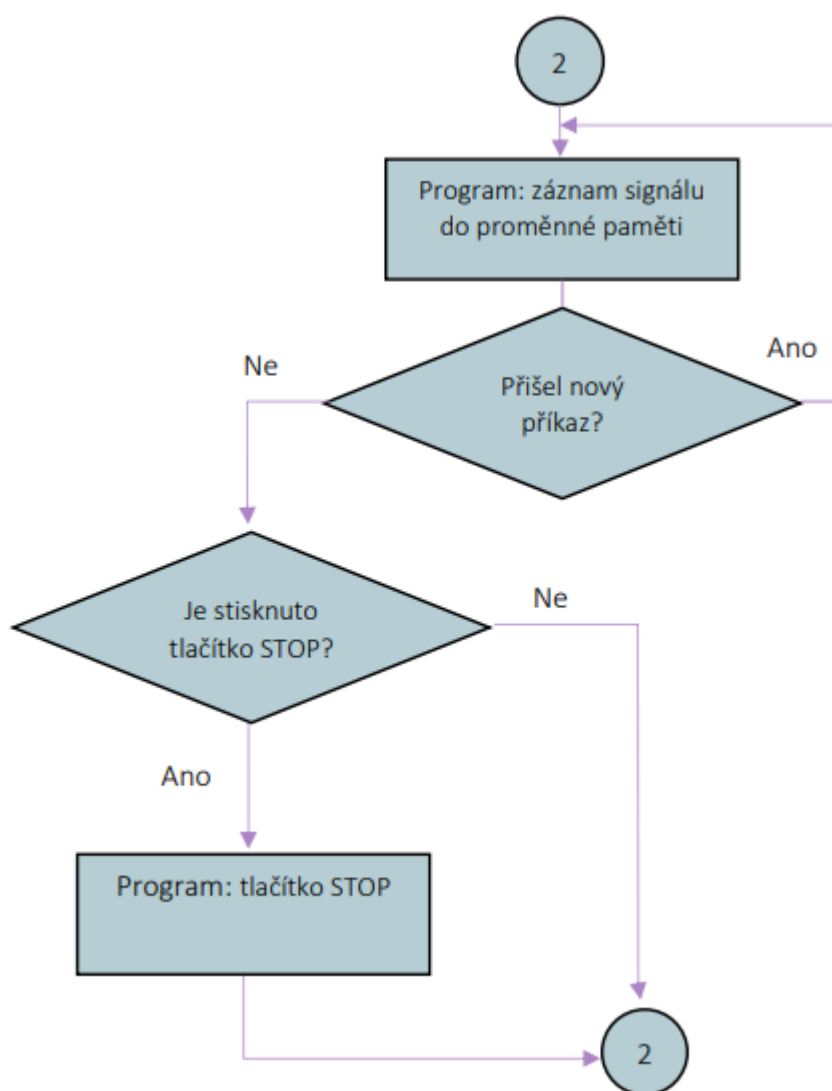 2
Program: záznam signálu
do proměnné paměti
Ne
Ano
Přišel nový
příkaz?
Je stisknuto
tlačítko STOP?
Ne
Ano
Program: tlačítko STOP
2